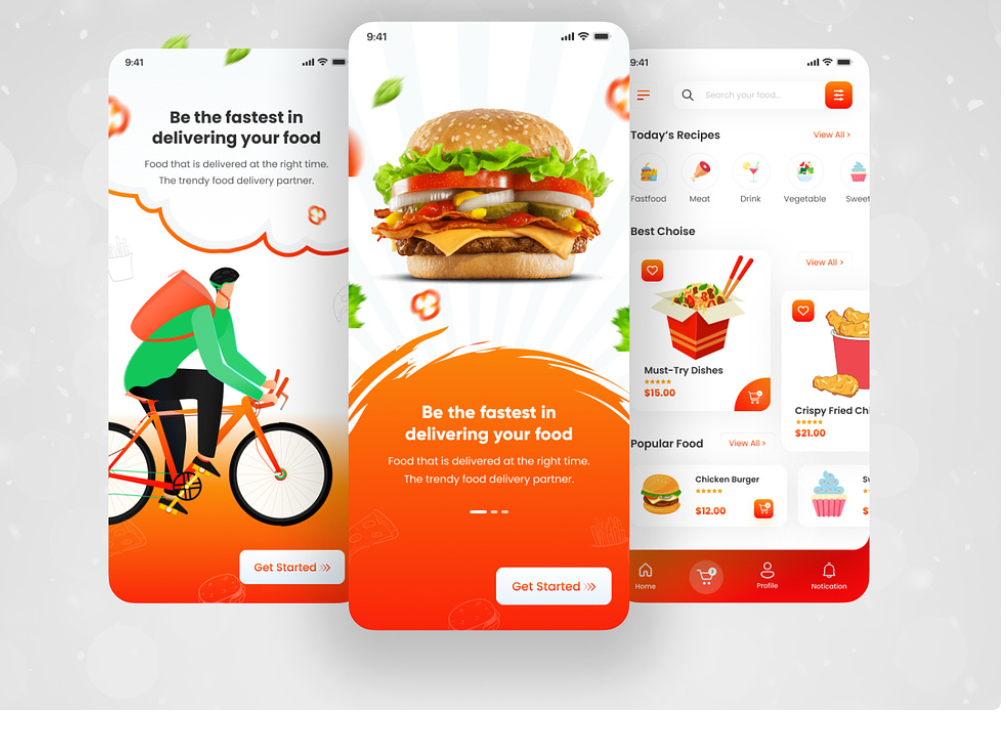 9:41
Be the fastest in
delivering your food
Food that is delivered at the right time.
The trendy food delivery partner.
Get Started
9:41
Be the fastest in
delivering your food
Food that is delivered at the right time.
The trendy food delivery partner.
Get Started
9:41
Search your food...
Today's Recipes
View All >
Fastfood
Meat
Drink
Vegetable
Sweet
Best Choise
View All >
Must-Try Dishes
$15.00
Crispy Fried Chi
$21.00
Popular Food
View All >
Chicken Burger
$12.00
Sw
$
Home
Profile
Notication